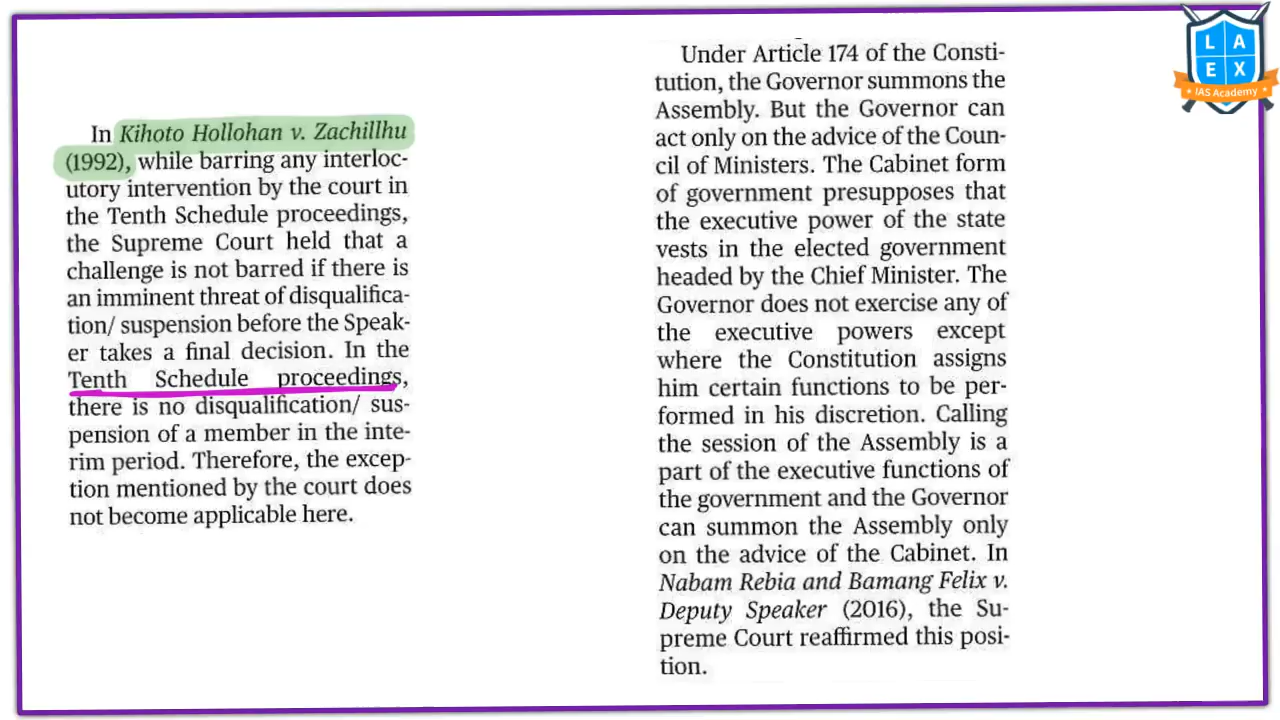 In Kihoto Hollohan v. Zachillhu
(1992), while barring any interloc-
utory intervention by the court in
the Tenth Schedule proceedings,
the Supreme Court held that a
challenge is not barred if there is
an imminent threat of disqualifica-
tion/ suspension before the Speak-
er takes a final decision. In the
Tenth Schedule proceedings,
there is no disqualification/ sus-
pension of a member in the inte-
rim period. Therefore, the excep-
tion mentioned by the court does
not become applicable here.
Under Article 174 of the Consti-
tution, the Governor summons the
Assembly. But the Governor can
act only on the advice of the Coun-
cil of Ministers. The Cabinet form
of government presupposes that
the executive power of the state
vests in the elected government
headed by the Chief Minister. The
Governor does not exercise any of
the executive powers except
where the Constitution assigns
him certain functions to be per-
formed in his discretion. Calling
the session of the Assembly is a
part of the executive functions of
the government and the Governor
can summon the Assembly only
on the advice of the Cabinet. In
Nabam Rebia and Bamang Felix v.
Deputy Speaker (2016), the Su-
preme Court reaffirmed this posi-
tion.
L A
E X
IAS Academy